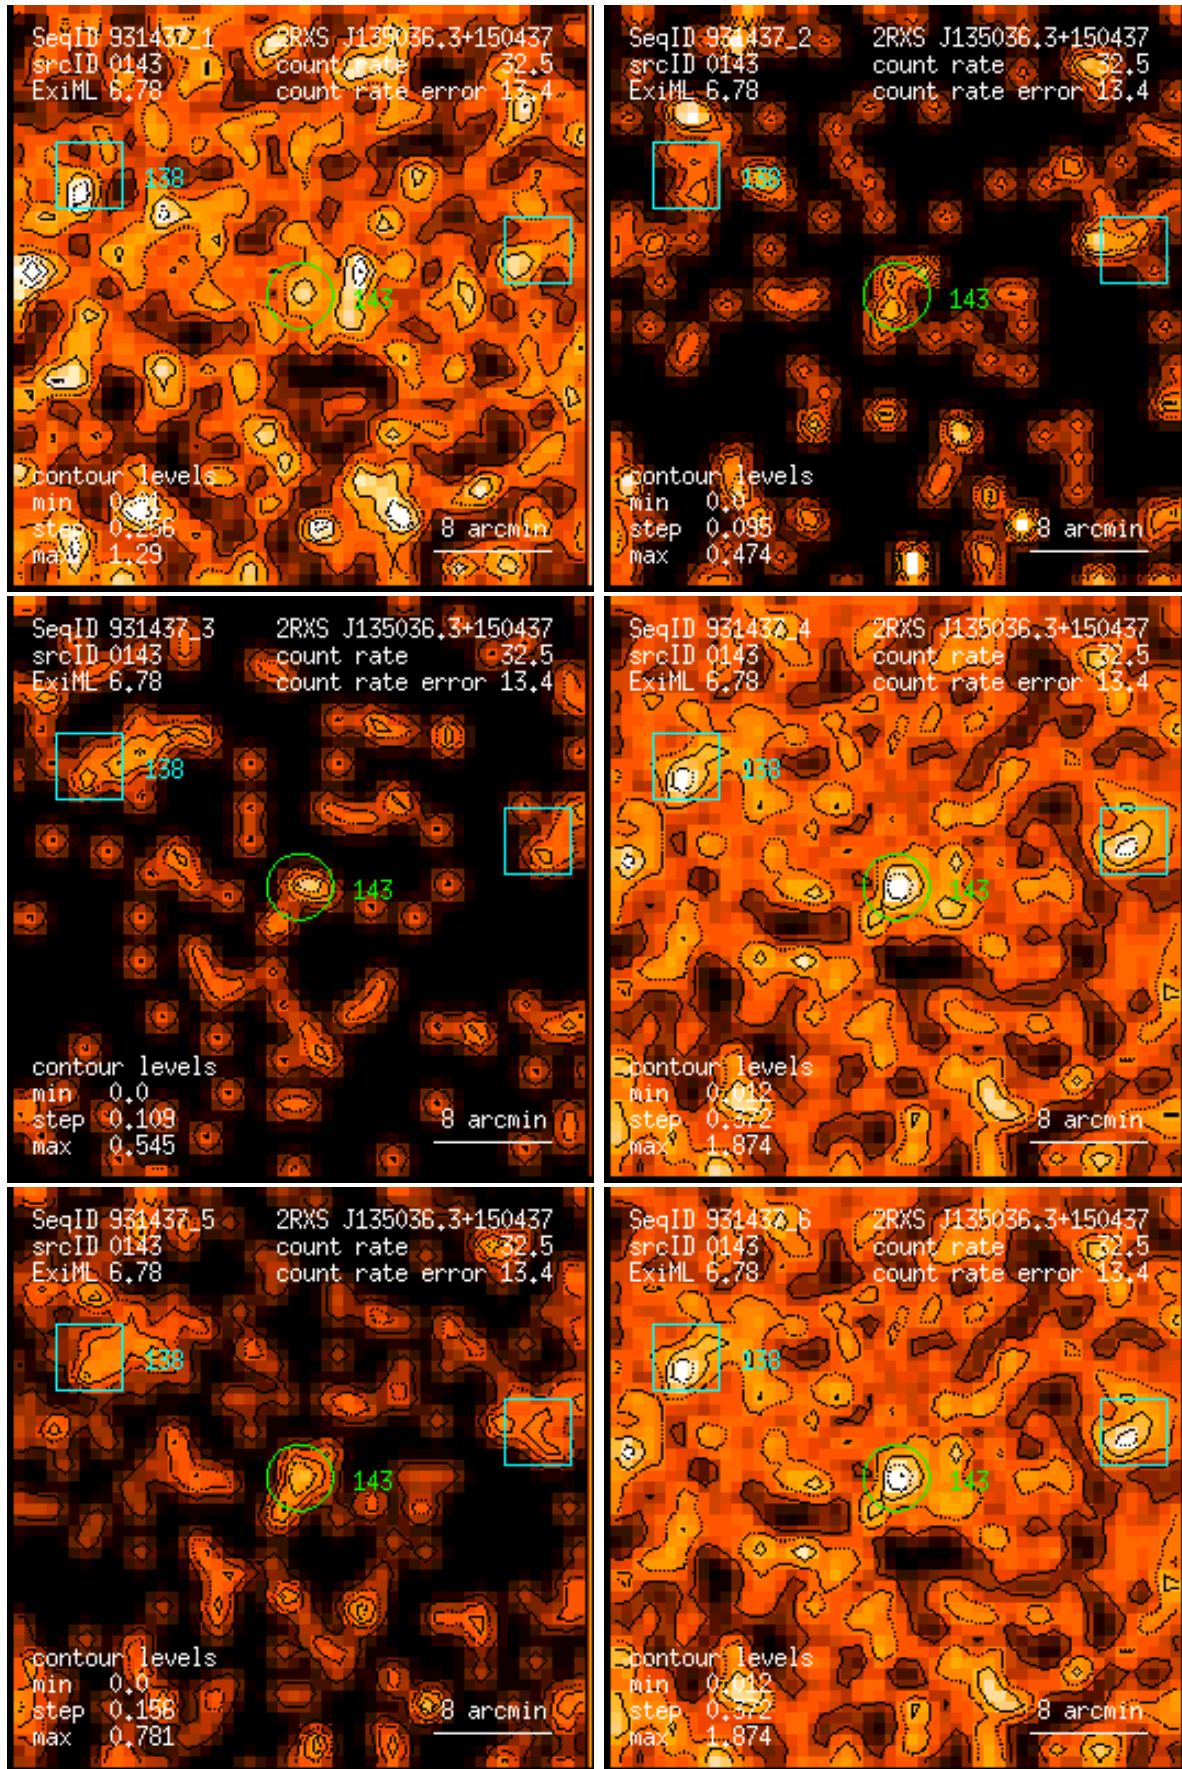 SeqID 931437_1 2RXS J135036.3+150437
srcID 0143 count rate 32.5
ExiML 6.78 count rate error 13.4
138
143
contour levels
min 0.01
step 0.256
max 1.29
8 arcmin
SeqID 931437_2 2RXS J135036.3+150437
srcID 0143 count rate 32.5
ExiML 6.78 count rate error 13.4
138
143
contour levels
min 0.0
step 0.095
max 0.474
8 arcmin
SeqID 931437_3 2RXS J135036.3+150437
srcID 0143 count rate 32.5
ExiML 6.78 count rate error 13.4
138
143
contour levels
min 0.0
step 0.109
max 0.545
8 arcmin
SeqID 931437_4 2RXS J135036.3+150437
srcID 0143 count rate 32.5
ExiML 6.78 count rate error 13.4
138
143
contour levels
min 0.012
step 0.372
max 1.874
8 arcmin
SeqID 931437_5 2RXS J135036.3+150437
srcID 0143 count rate 32.5
ExiML 6.78 count rate error 13.4
138
143
contour levels
min 0.0
step 0.156
max 0.781
8 arcmin
SeqID 931437_6 2RXS J135036.3+150437
srcID 0143 count rate 32.5
ExiML 6.78 count rate error 13.4
138
143
contour levels
min 0.012
step 0.372
max 1.874
8 arcmin